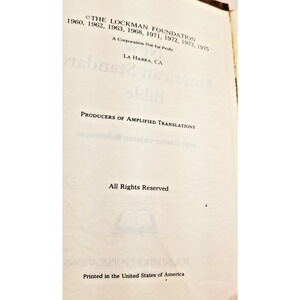 ©THE LOCKMAN FOUNDATION
1960, 1962, 1963, 1968, 1971, 1972, 1973, 1975
A Corporation Not for Profit
LA HABRA, CA
PRODUCERS OF AMPLIFIED TRANSLATIONS
All Rights Reserved
Printed in the United States of America